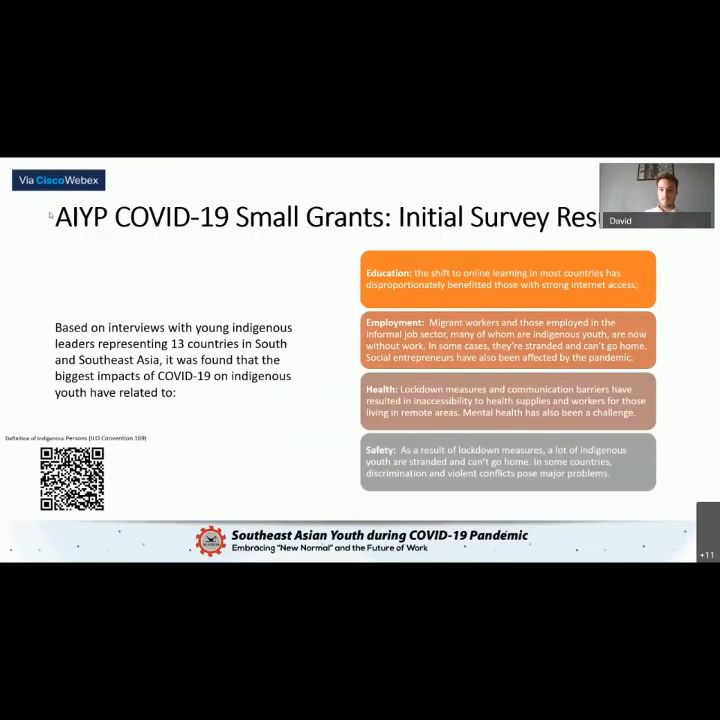 Via CiscoWebex
AIYP COVID-19 Small Grants: Initial Survey Resu
David
Education: the shift to online learning in most countries has
disproportionately benefitted those with strong internet access;
Employment: Migrant workers and those employed in the
informal job sector, many of whom are indigenous youth, are now
without work. In some cases, they're stranded and can't go home.
Social entrepreneurs have also been affected by the pandemic.
Health: Lockdown measures and communication barriers have
resulted in inaccessibility to health supplies and workers for those
living in remote areas. Mental health has also been a challenge.
Safety: As a result of lockdown measures, a lot of indigenous
youth are stranded and can't go home. In some countries,
discrimination and violent conflicts pose major problems.
Based on interviews with young indigenous
leaders representing 13 countries in South
and Southeast Asia, it was found that the
biggest impacts of COVID-19 on indigenous
youth have related to:
Definition of Indigenous Persons (ILO Convention 169)
Southeast Asian Youth during COVID-19 Pandemic
Embracing "New Normal" and the Future of Work
+11